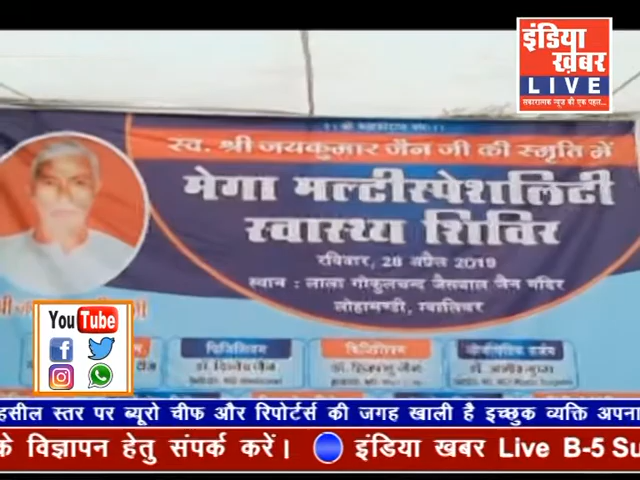 इंडिया
ख़बर
LIVE
स्व. श्री जयकुमार जैन जी की स्मृति में
मेगा मल्टीस्पेशलिटी
स्वास्थ्य शिविर
रविवार, 28 अप्रैल 2019
स्थान : लाला गोकुलचन्द जैसवाल जैन मंदिर
लोहामण्डी, ग्वालियर
YouTube
फिजिशियन
हसील स्तर पर ब्यूरो चीफ और रिपोर्टर्स की जगह खाली है इच्छुक व्यक्ति अपना
के विज्ञापन हेतु संपर्क करें। इंडिया खबर Live B-5 Su